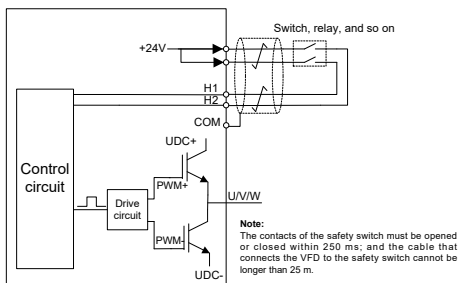 Switch, relay, and so on
+24V
H1
H2
COM
UDC+
Control
circuit
PWM+
Drive
circuit
U/V/W
PWM-
UDC-
Note:
The contacts of the safety switch must be opened
or closed within 250 ms; and the cable that
connects the VFD to the safety switch cannot be
longer than 25 m.